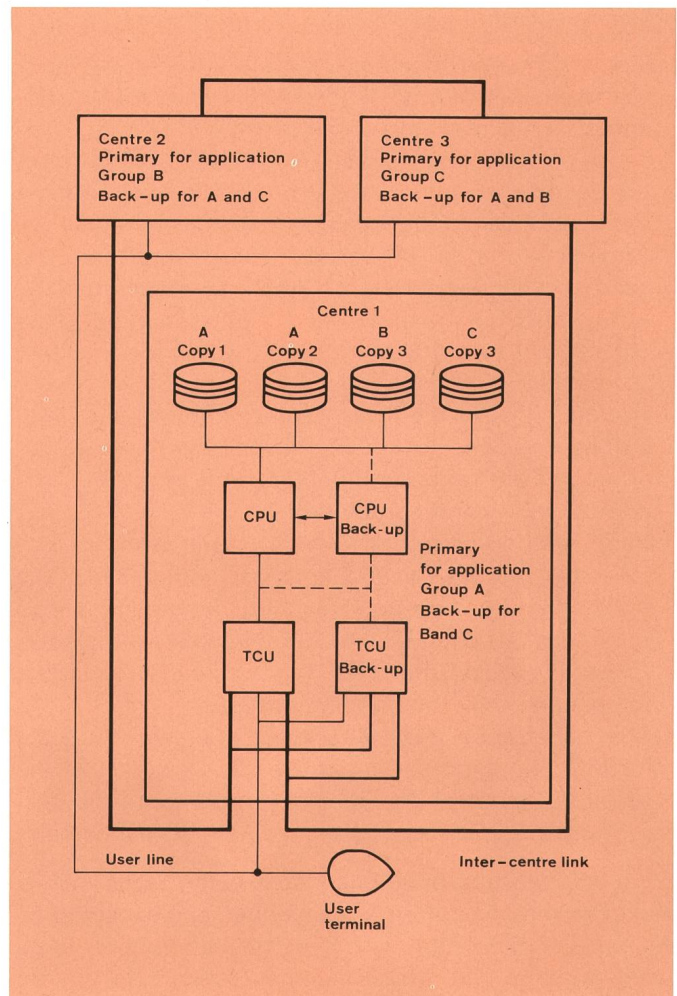 Centre 2
Primary for application
Group B
Back-up for A and C
Centre 3
Primary for application
Group C
Back-up for A and B
Centre 1
A
Copy 1
A
Copy 2
B
Copy 3
C
Copy 3
CPU
CPU
Back-up
Primary
for application
Group A
Back-up for
Band C
TCU
TCU
Back-up
User line
Inter-centre link
User
terminal